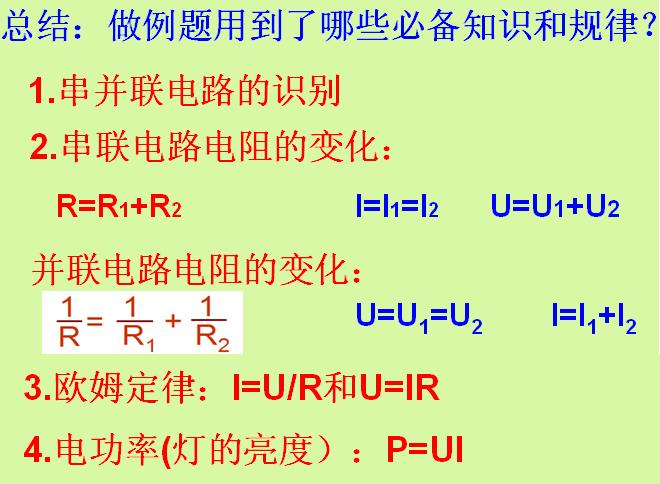 总结：做例题用到了哪些必备知识和规律？
1.串并联电路的识别
2.串联电路电阻的变化：
R=R1+R2 I=I1=I2 U=U1+U2
并联电路电阻的变化：
1/R = 1/R1 + 1/R2 U=U1=U2 I=I1+I2
3.欧姆定律：I=U/R和U=IR
4.电功率(灯的亮度）：P=UI